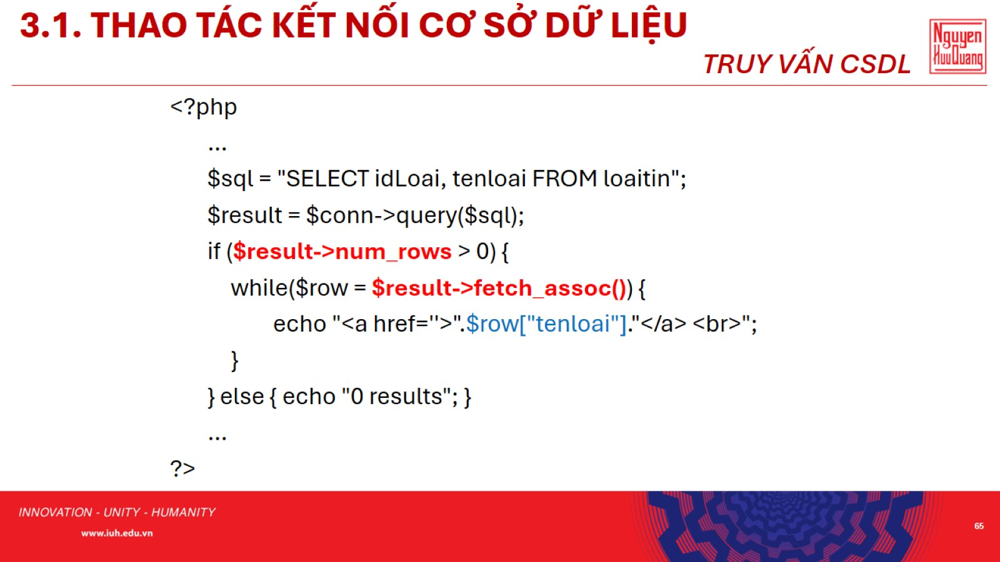 3.1. THAO TÁC KẾT NỐI CƠ SỞ DỮ LIỆU
TRUY VẤN CSDL
Nguyen
HuuQuang
<?php
...
$sql = "SELECT idLoai, tenloai FROM loaitin";
$result = $conn->query($sql);
if ($result->num_rows > 0) {
while($row = $result->fetch_assoc()) {
echo "<a href=''>".$row["tenloai"]."</a> <br>";
}
} else { echo "0 results"; }
...
?>
INNOVATION - UNITY - HUMANITY
www.iuh.edu.vn
65